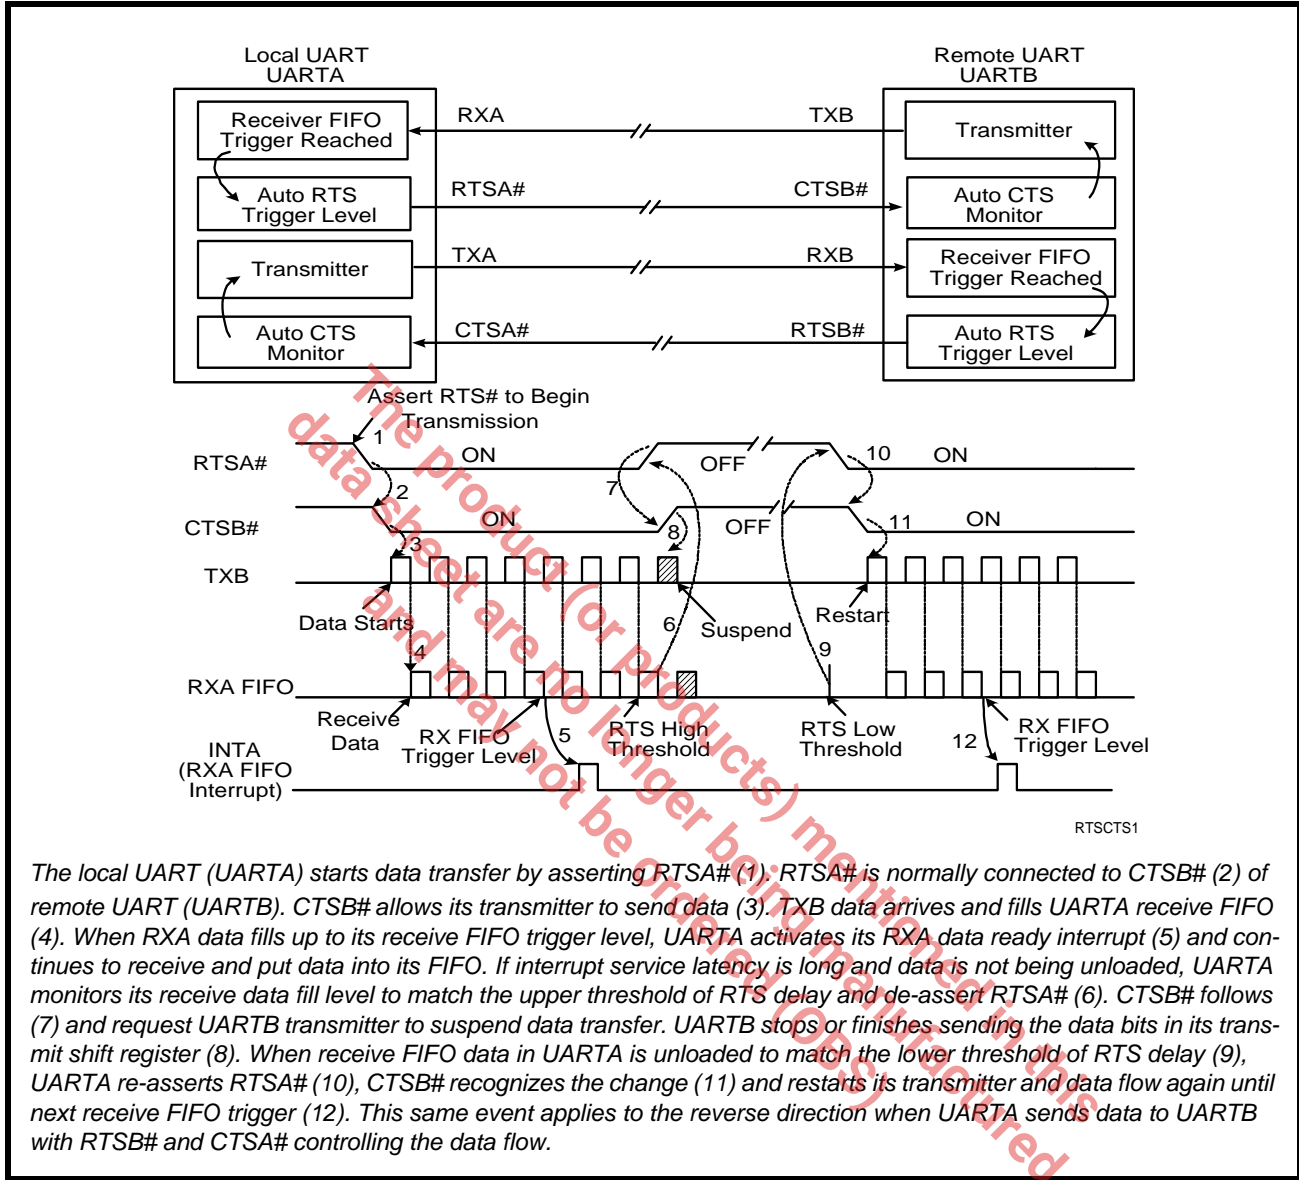 Local UART
UARTA
Remote UART
UARTB
Receiver FIFO
Trigger Reached
RXA
TXB
Transmitter
Auto RTS
Trigger Level
RTSA#
CTSB#
Auto CTS
Monitor
Transmitter
TXA
RXB
Receiver FIFO
Trigger Reached
Auto CTS
Monitor
CTSA#
RTSB#
Auto RTS
Trigger Level
Assert RTS# to Begin
Transmission
RTSA#
1
ON
7
OFF
10
ON
2
CTSB#
ON
8
OFF
11
ON
3
TXB
Data Starts
6
Suspend
Restart
4
9
RXA FIFO
Receive
Data
RX FIFO
Trigger Level
5
RTS High
Threshold
RTS Low
Threshold
12
RX FIFO
Trigger Level
INTA
(RXA FIFO
Interrupt)
RTSCTS1
The local UART (UARTA) starts data transfer by asserting RTSA# (1). RTSA# is normally connected to CTSB# (2) of
remote UART (UARTB). CTSB# allows its transmitter to send data (3). TXB data arrives and fills UARTA receive FIFO
(4). When RXA data fills up to its receive FIFO trigger level, UARTA activates its RXA data ready interrupt (5) and con-
tinues to receive and put data into its FIFO. If interrupt service latency is long and data is not being unloaded, UARTA
monitors its receive data fill level to match the upper threshold of RTS delay and de-assert RTSA# (6). CTSB# follows
(7) and request UARTB transmitter to suspend data transfer. UARTB stops or finishes sending the data bits in its trans-
mit shift register (8). When receive FIFO data in UARTA is unloaded to match the lower threshold of RTS delay (9),
UARTA re-asserts RTSA# (10), CTSB# recognizes the change (11) and restarts its transmitter and data flow again until
next receive FIFO trigger (12). This same event applies to the reverse direction when UARTA sends data to UARTB
with RTSB# and CTSA# controlling the data flow.
The product (or products) mentioned in this
data sheet are no longer being manufactured
and may not be ordered (OBS)